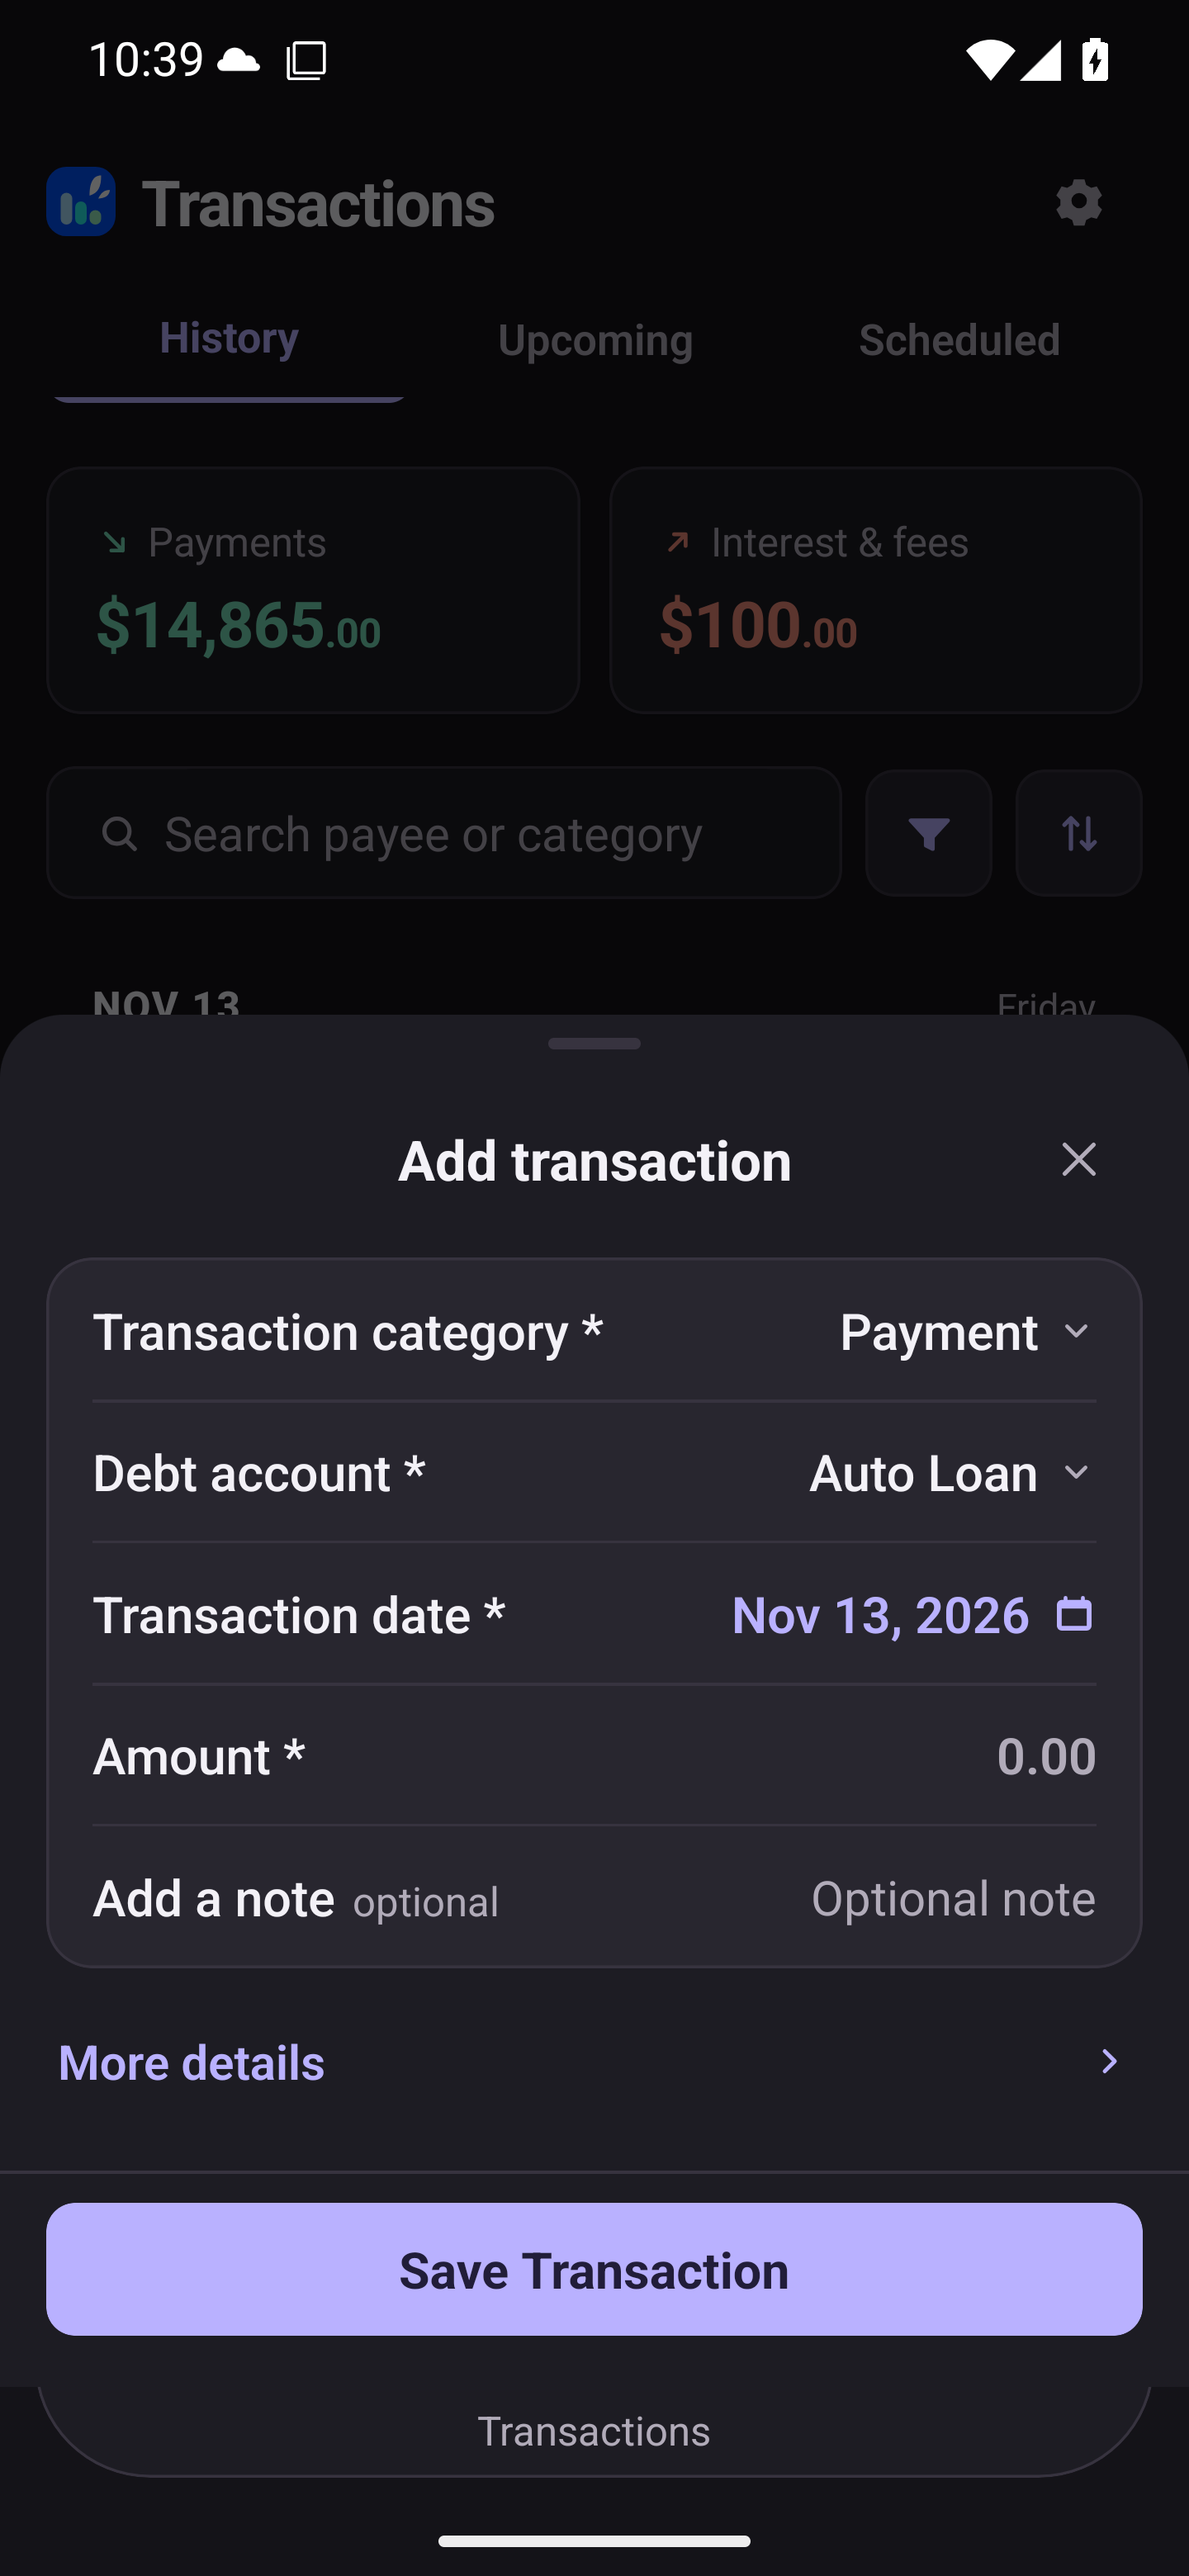 10:39
Transactions
History Upcoming Scheduled
Payments Interest & fees
$14,865.00 $100.00
Search payee or category
NOV 13 Friday
Add transaction
Transaction category * Payment
Debt account * Auto Loan
Transaction date * Nov 13, 2026
Amount * 0.00
Add a note optional Optional note
More details
Save Transaction
Transactions